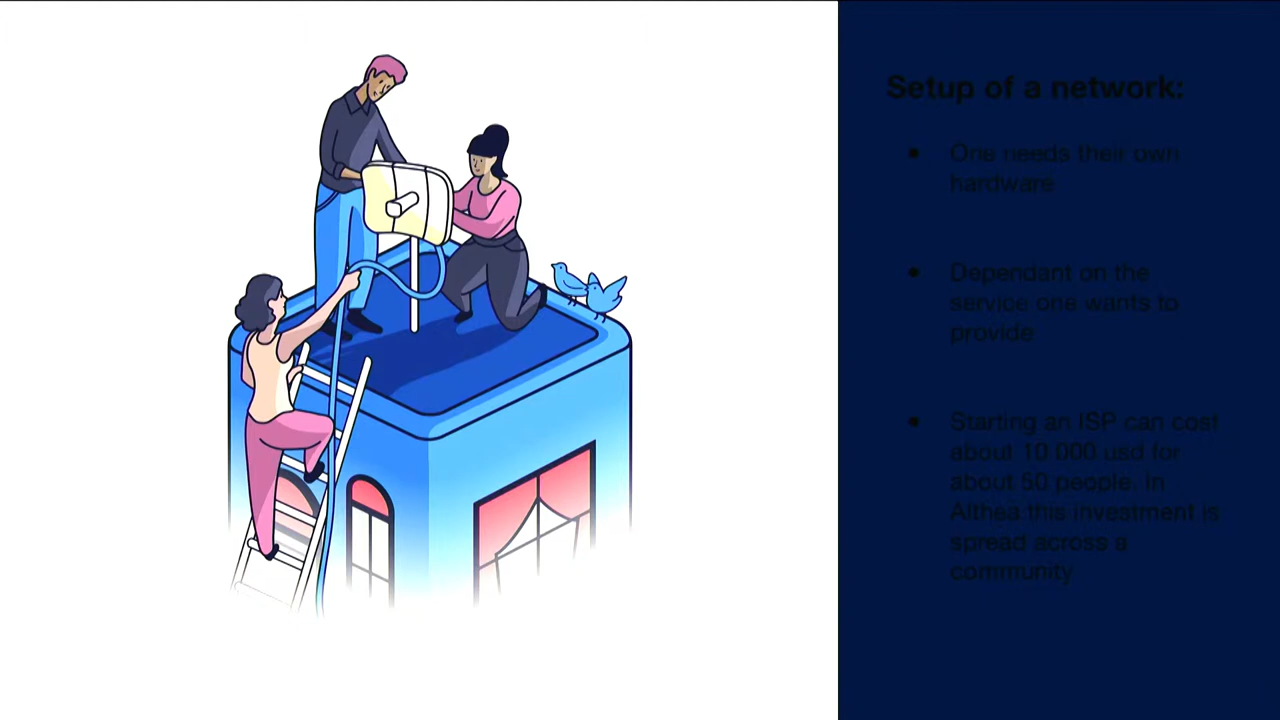 Setup of a network:
● One needs their own
hardware
● Dependant on the
service one wants to
provide
● Starting an ISP can cost
about 10 000 usd for
about 50 people. In
Althea this investment is
spread across a
community